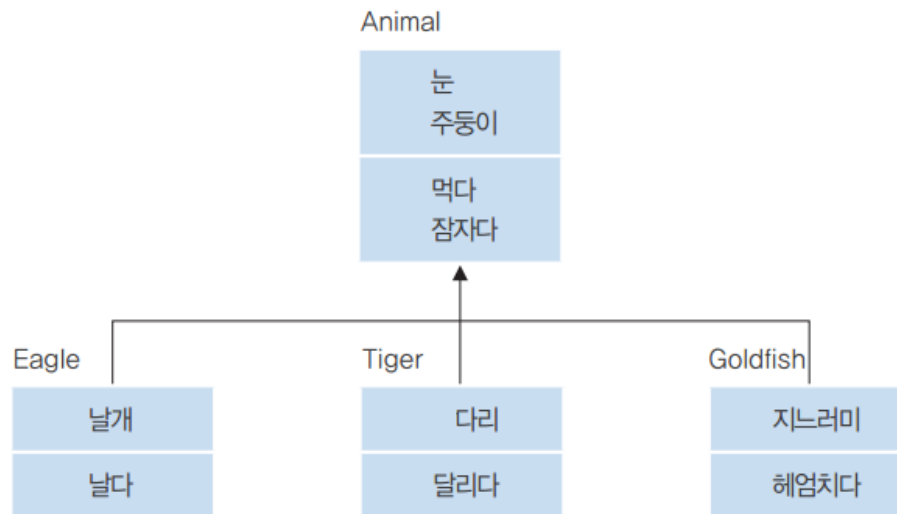 Animal
눈
주둥이
먹다
잠자다
Eagle
Tiger
Goldfish
날개
다리
지느러미
날다
달리다
헤엄치다